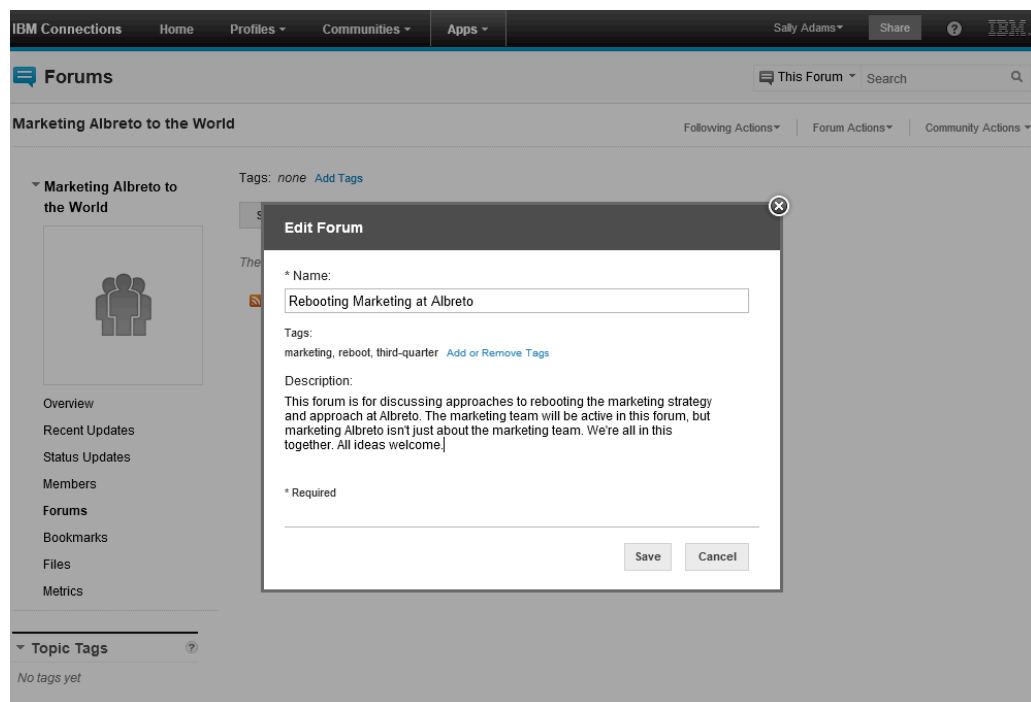 IBM Connections Home Profiles Communities Apps Sally Adams Share ? IBM.
Forums This Forum Search
Marketing Albreto to the World Following Actions Forum Actions Community Actions
Marketing Albreto to
the World
Tags: none Add Tags
S
The
Edit Forum
* Name:
Rebooting Marketing at Albreto
Tags:
marketing, reboot, third-quarter Add or Remove Tags
Description:
This forum is for discussing approaches to rebooting the marketing strategy
and approach at Albreto. The marketing team will be active in this forum, but
marketing Albreto isn't just about the marketing team. We're all in this
together. All ideas welcome.
* Required
Save Cancel
Overview
Recent Updates
Status Updates
Members
Forums
Bookmarks
Files
Metrics
Topic Tags ?
No tags yet